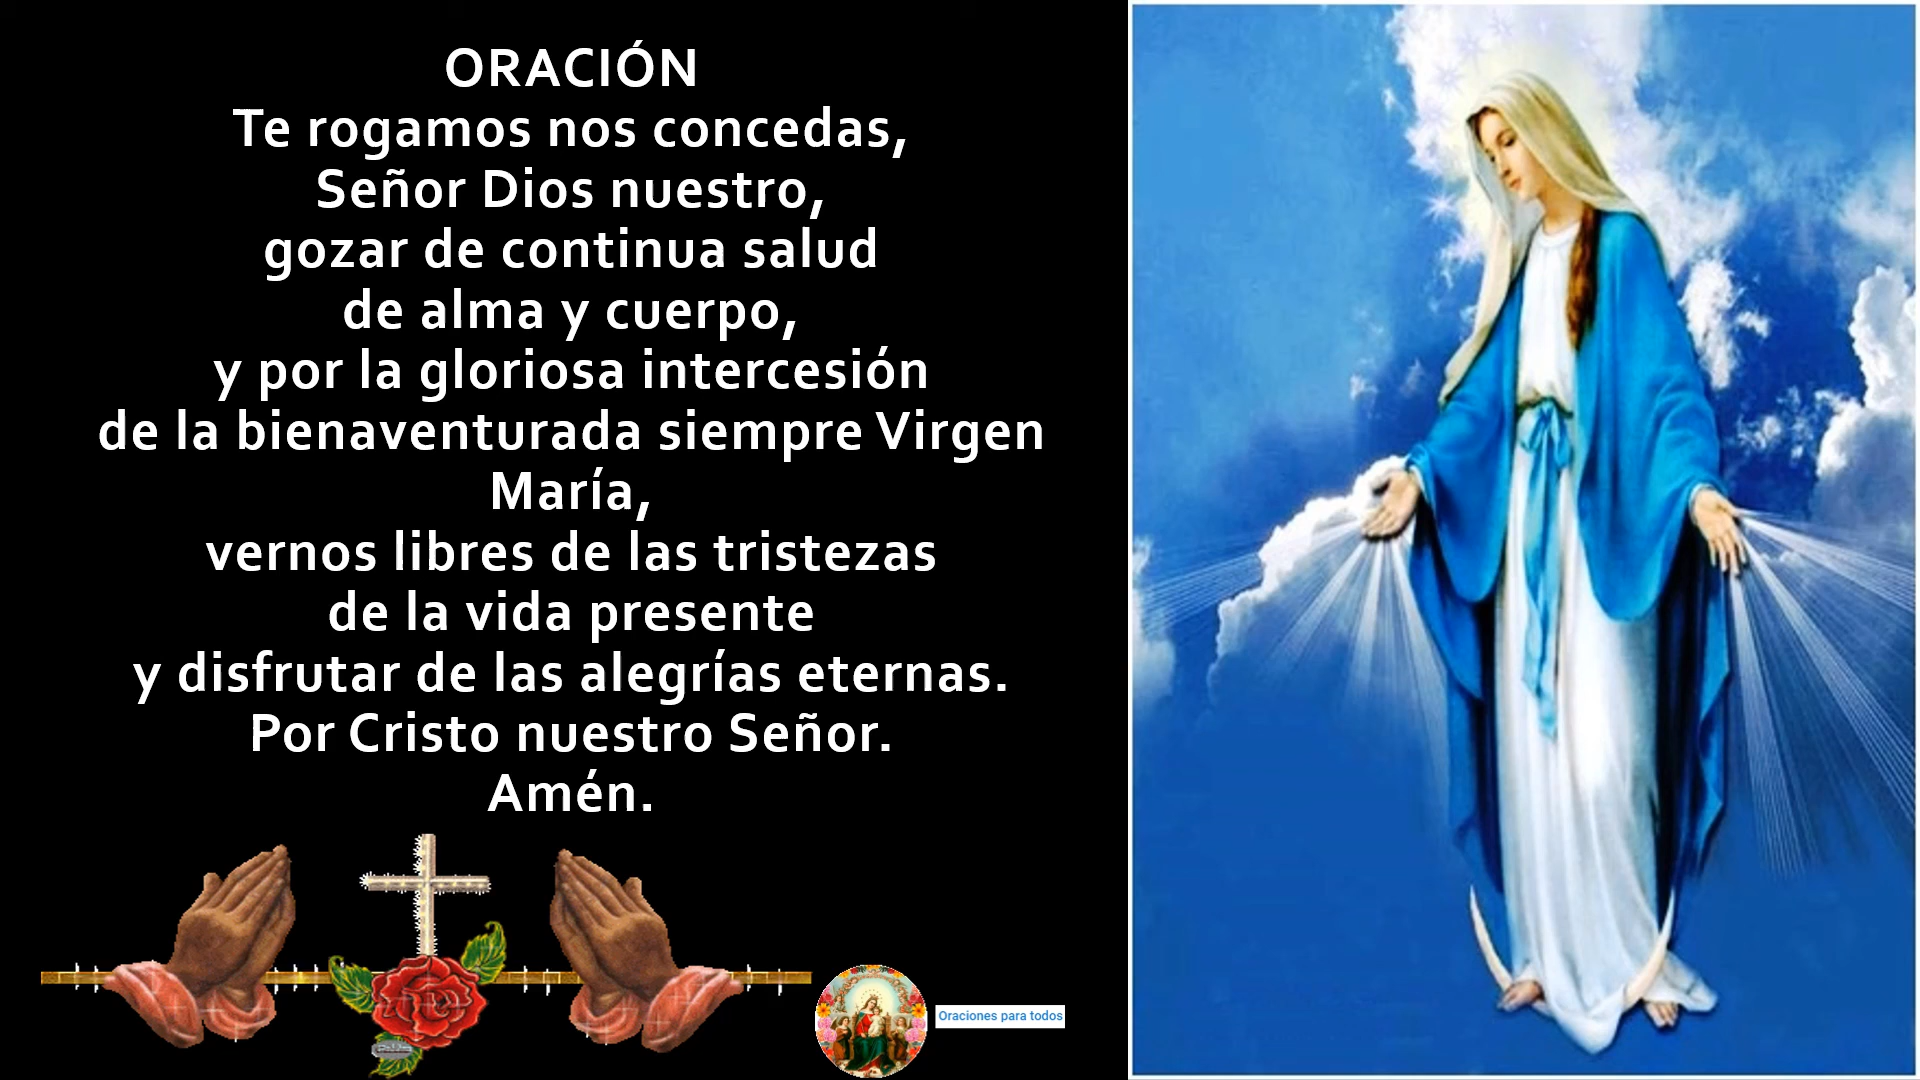 ORACIÓN
Te rogamos nos concedas,
Señor Dios nuestro,
gozar de continua salud
de alma y cuerpo,
y por la gloriosa intercesión
de la bienaventurada siempre Virgen
María,
vernos libres de las tristezas
de la vida presente
y disfrutar de las alegrías eternas.
Por Cristo nuestro Señor.
Amén.
Oraciones para todos